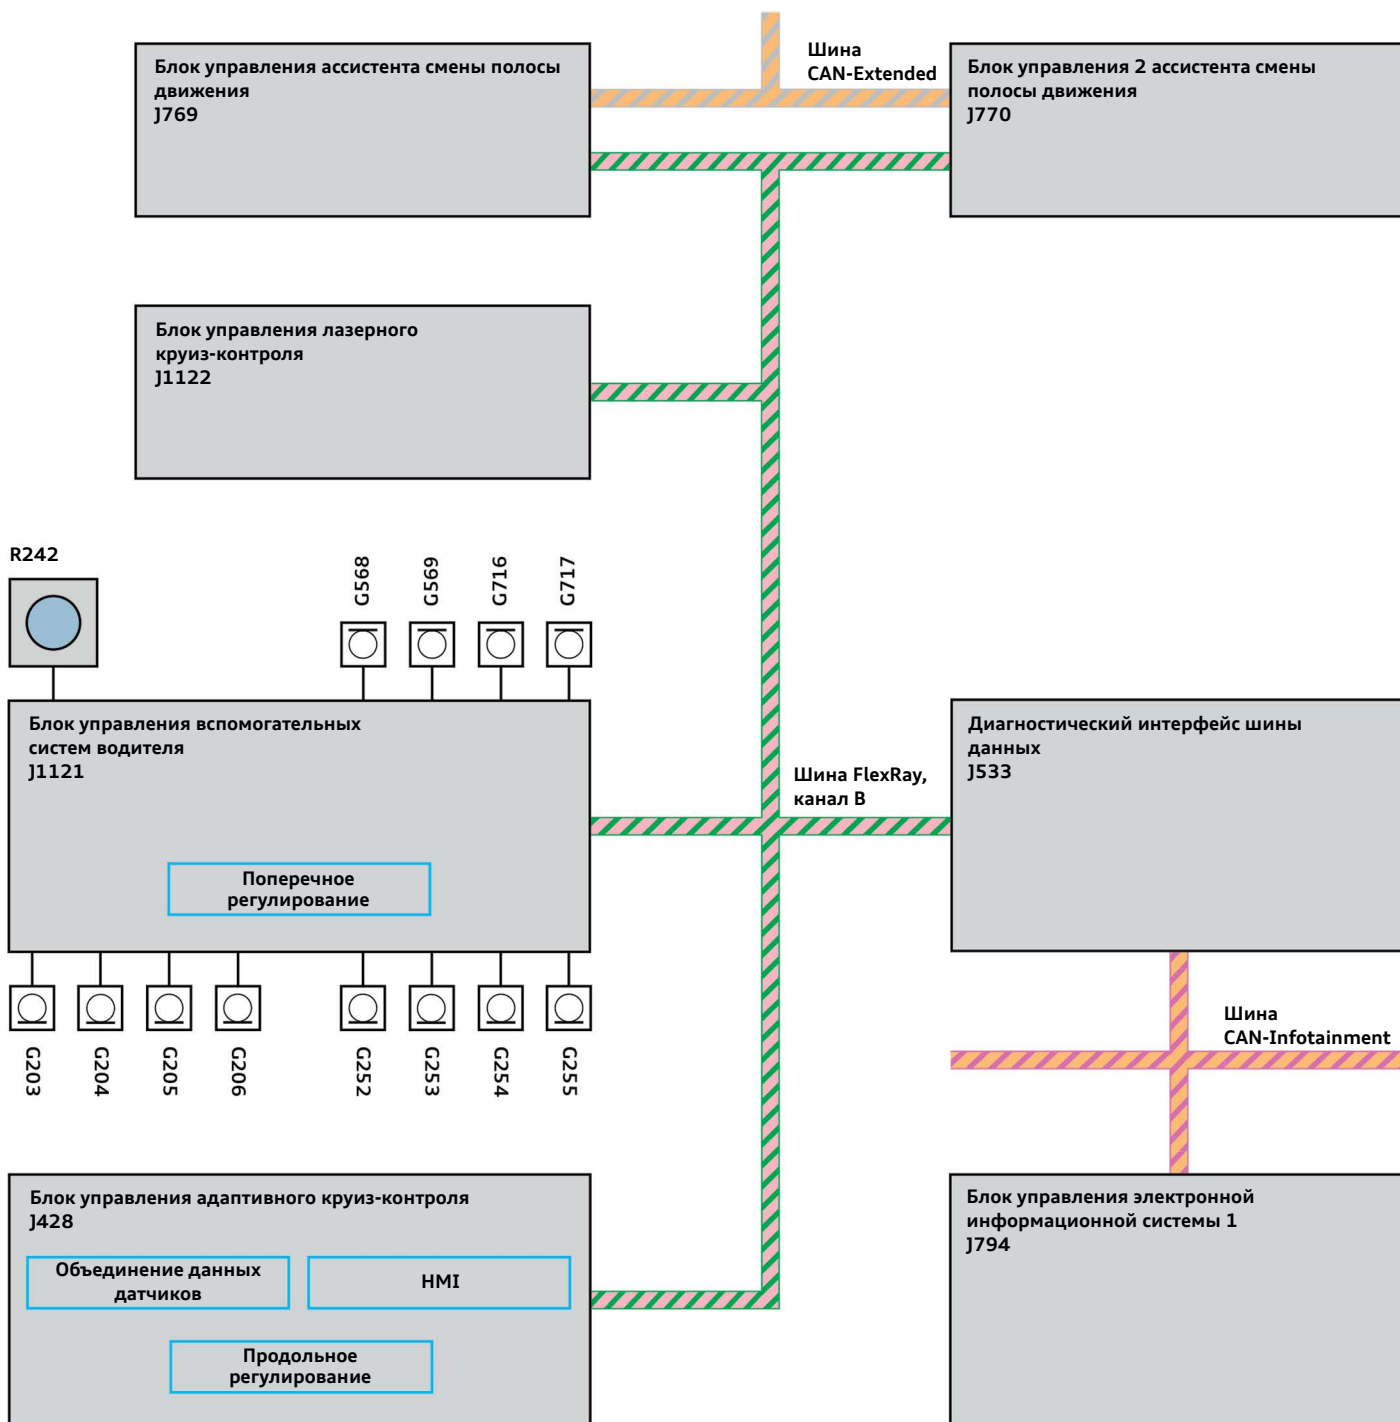 Блок управления ассистента смены полосы
движения
J769
Шина
CAN-Extended
Блок управления 2 ассистента смены
полосы движения
J770
Блок управления лазерного
круиз-контроля
J1122
R242
G568
G569
G716
G717
Блок управления вспомогательных
систем водителя
J1121
Поперечное
регулирование
Шина FlexRay,
канал B
Диагностический интерфейс шины
данных
J533
G203
G204
G205
G206
G252
G253
G254
G255
Шина
CAN-Infotainment
Блок управления адаптивного круиз-контроля
J428
Объединение данных
датчиков
HMI
Продольное
регулирование
Блок управления электронной
информационной системы 1
J794